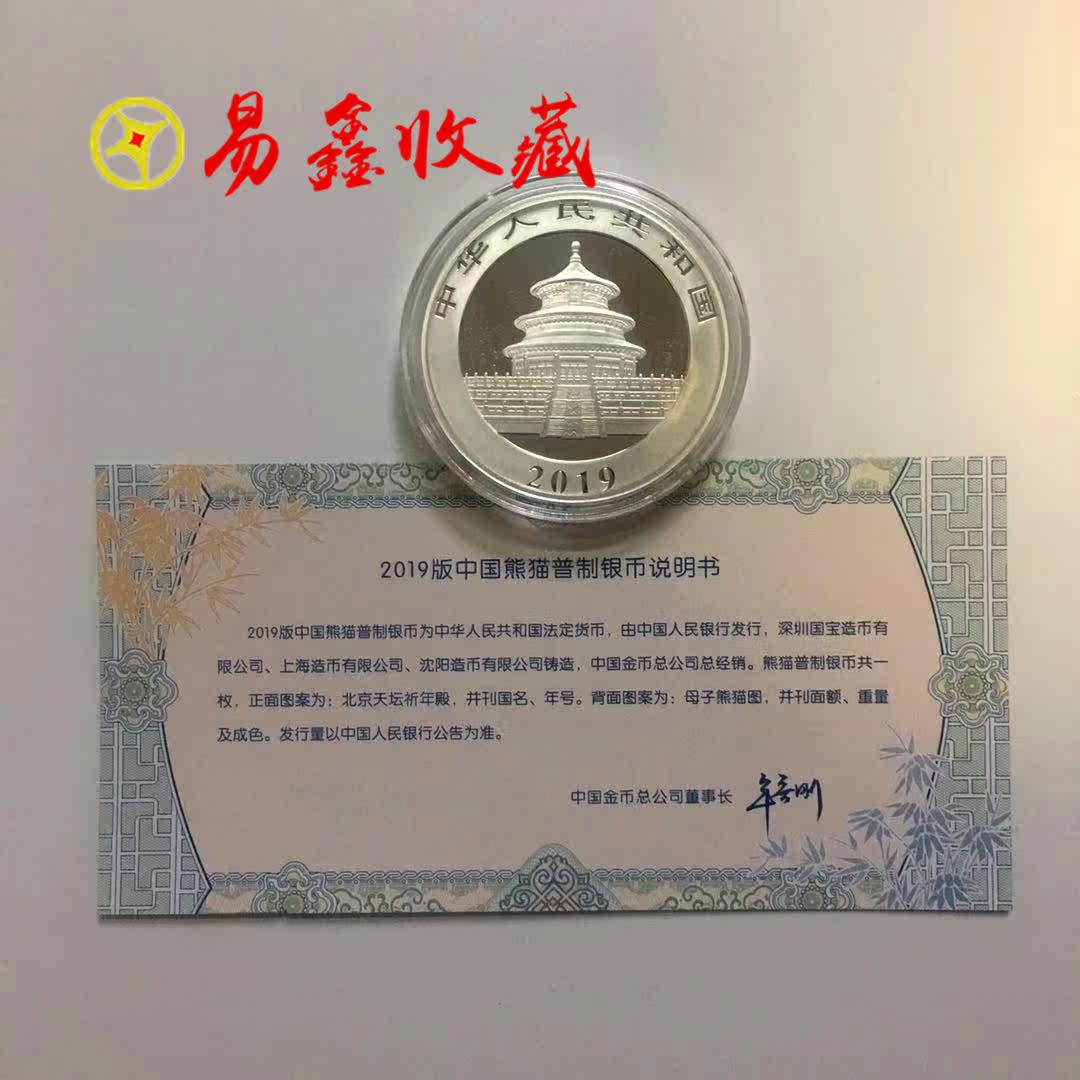 易鑫收藏
中华人民共和国
2019
2019版中国熊猫普制银币说明书
2019版中国熊猫普制银币为中华人民共和国法定货币，由中国人民银行发行，深圳国宝造币有
限公司、上海造币有限公司、沈阳造币有限公司铸造，中国金币总公司总经销。熊猫普制银币共一
枚，正面图案为：北京天坛祈年殿，并刊国名、年号。背面图案为：母子熊猫图，并刊面额、重量
及成色。发行量以中国人民银行公告为准。
中国金币总公司董事长